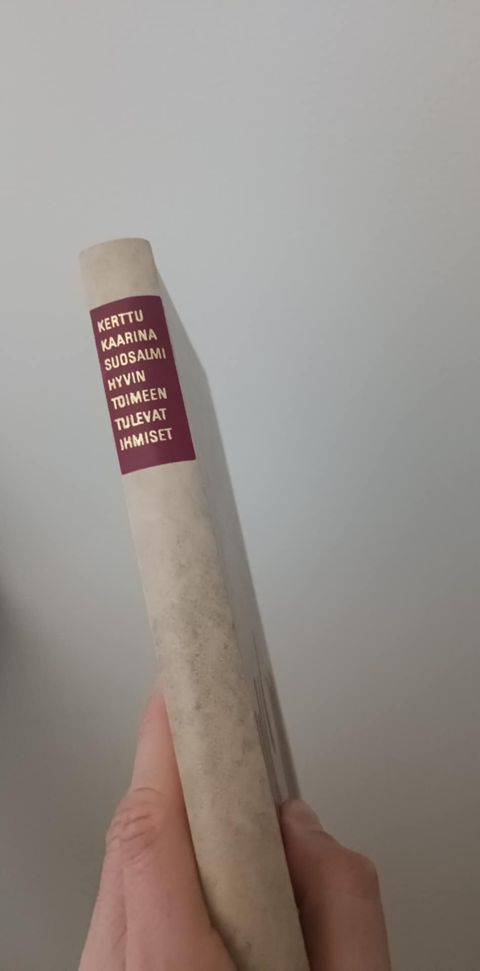 KERTTU
KAARINA
SUOSALMI
HYVIN
TOIMEEN
TULEVAT
IHMISET